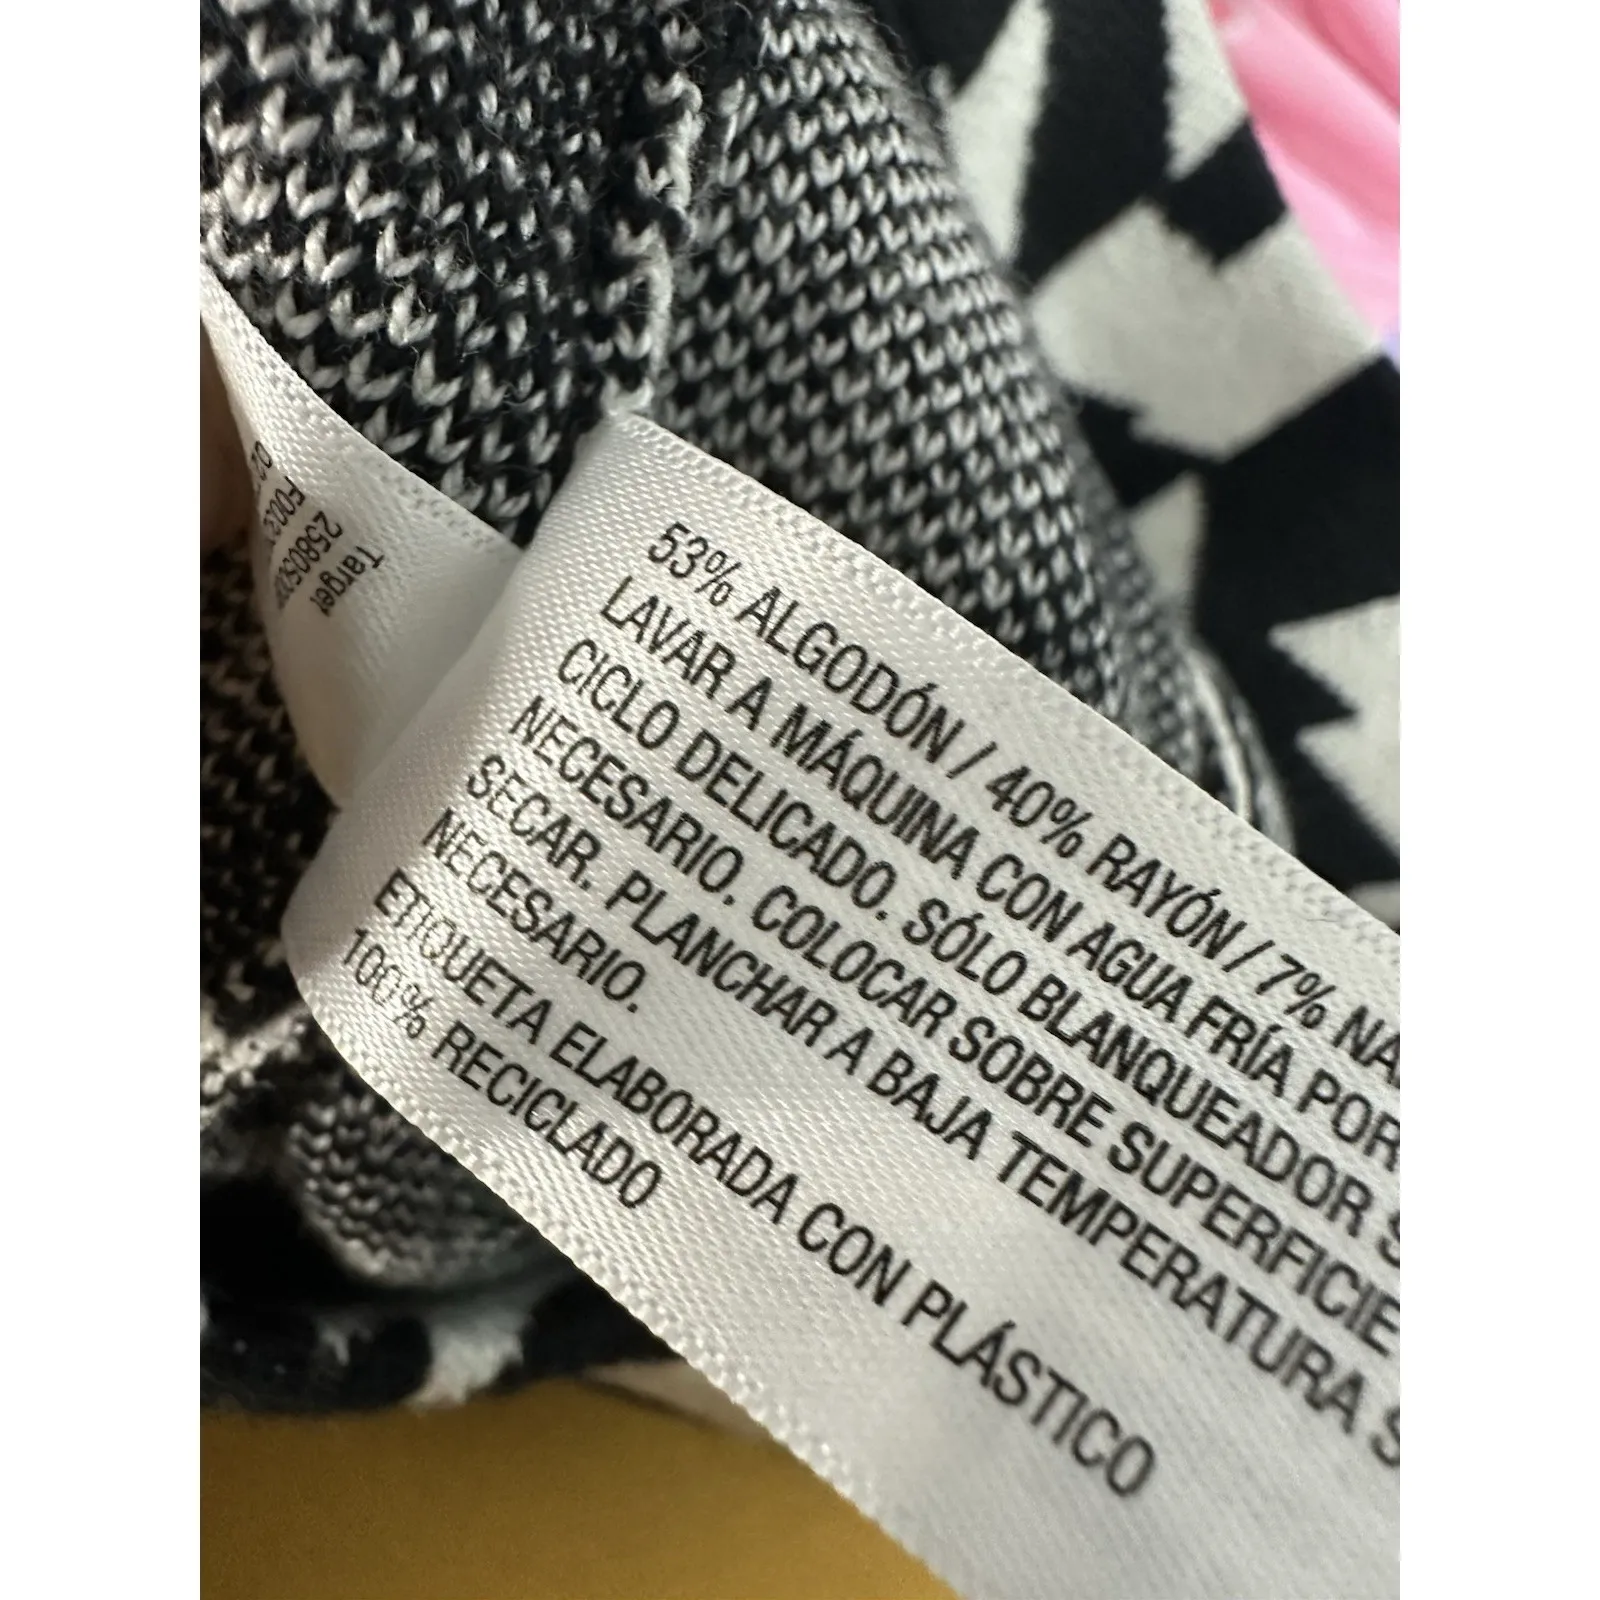 Target
53% ALGODÓN / 40% RAYÓN / 7%
LAVAR A MÁQUINA CON AGUA FRÍA POR
CICLO DELICADO. SÓLO BLANQUEADOR
NECESARIO. COLOCAR SOBRE SUPERFICIE
SECAR. PLANCHAR A BAJA TEMPERATURA
NECESARIO.
ETIQUETA ELABORADA CON PLÁSTICO
100% RECICLADO